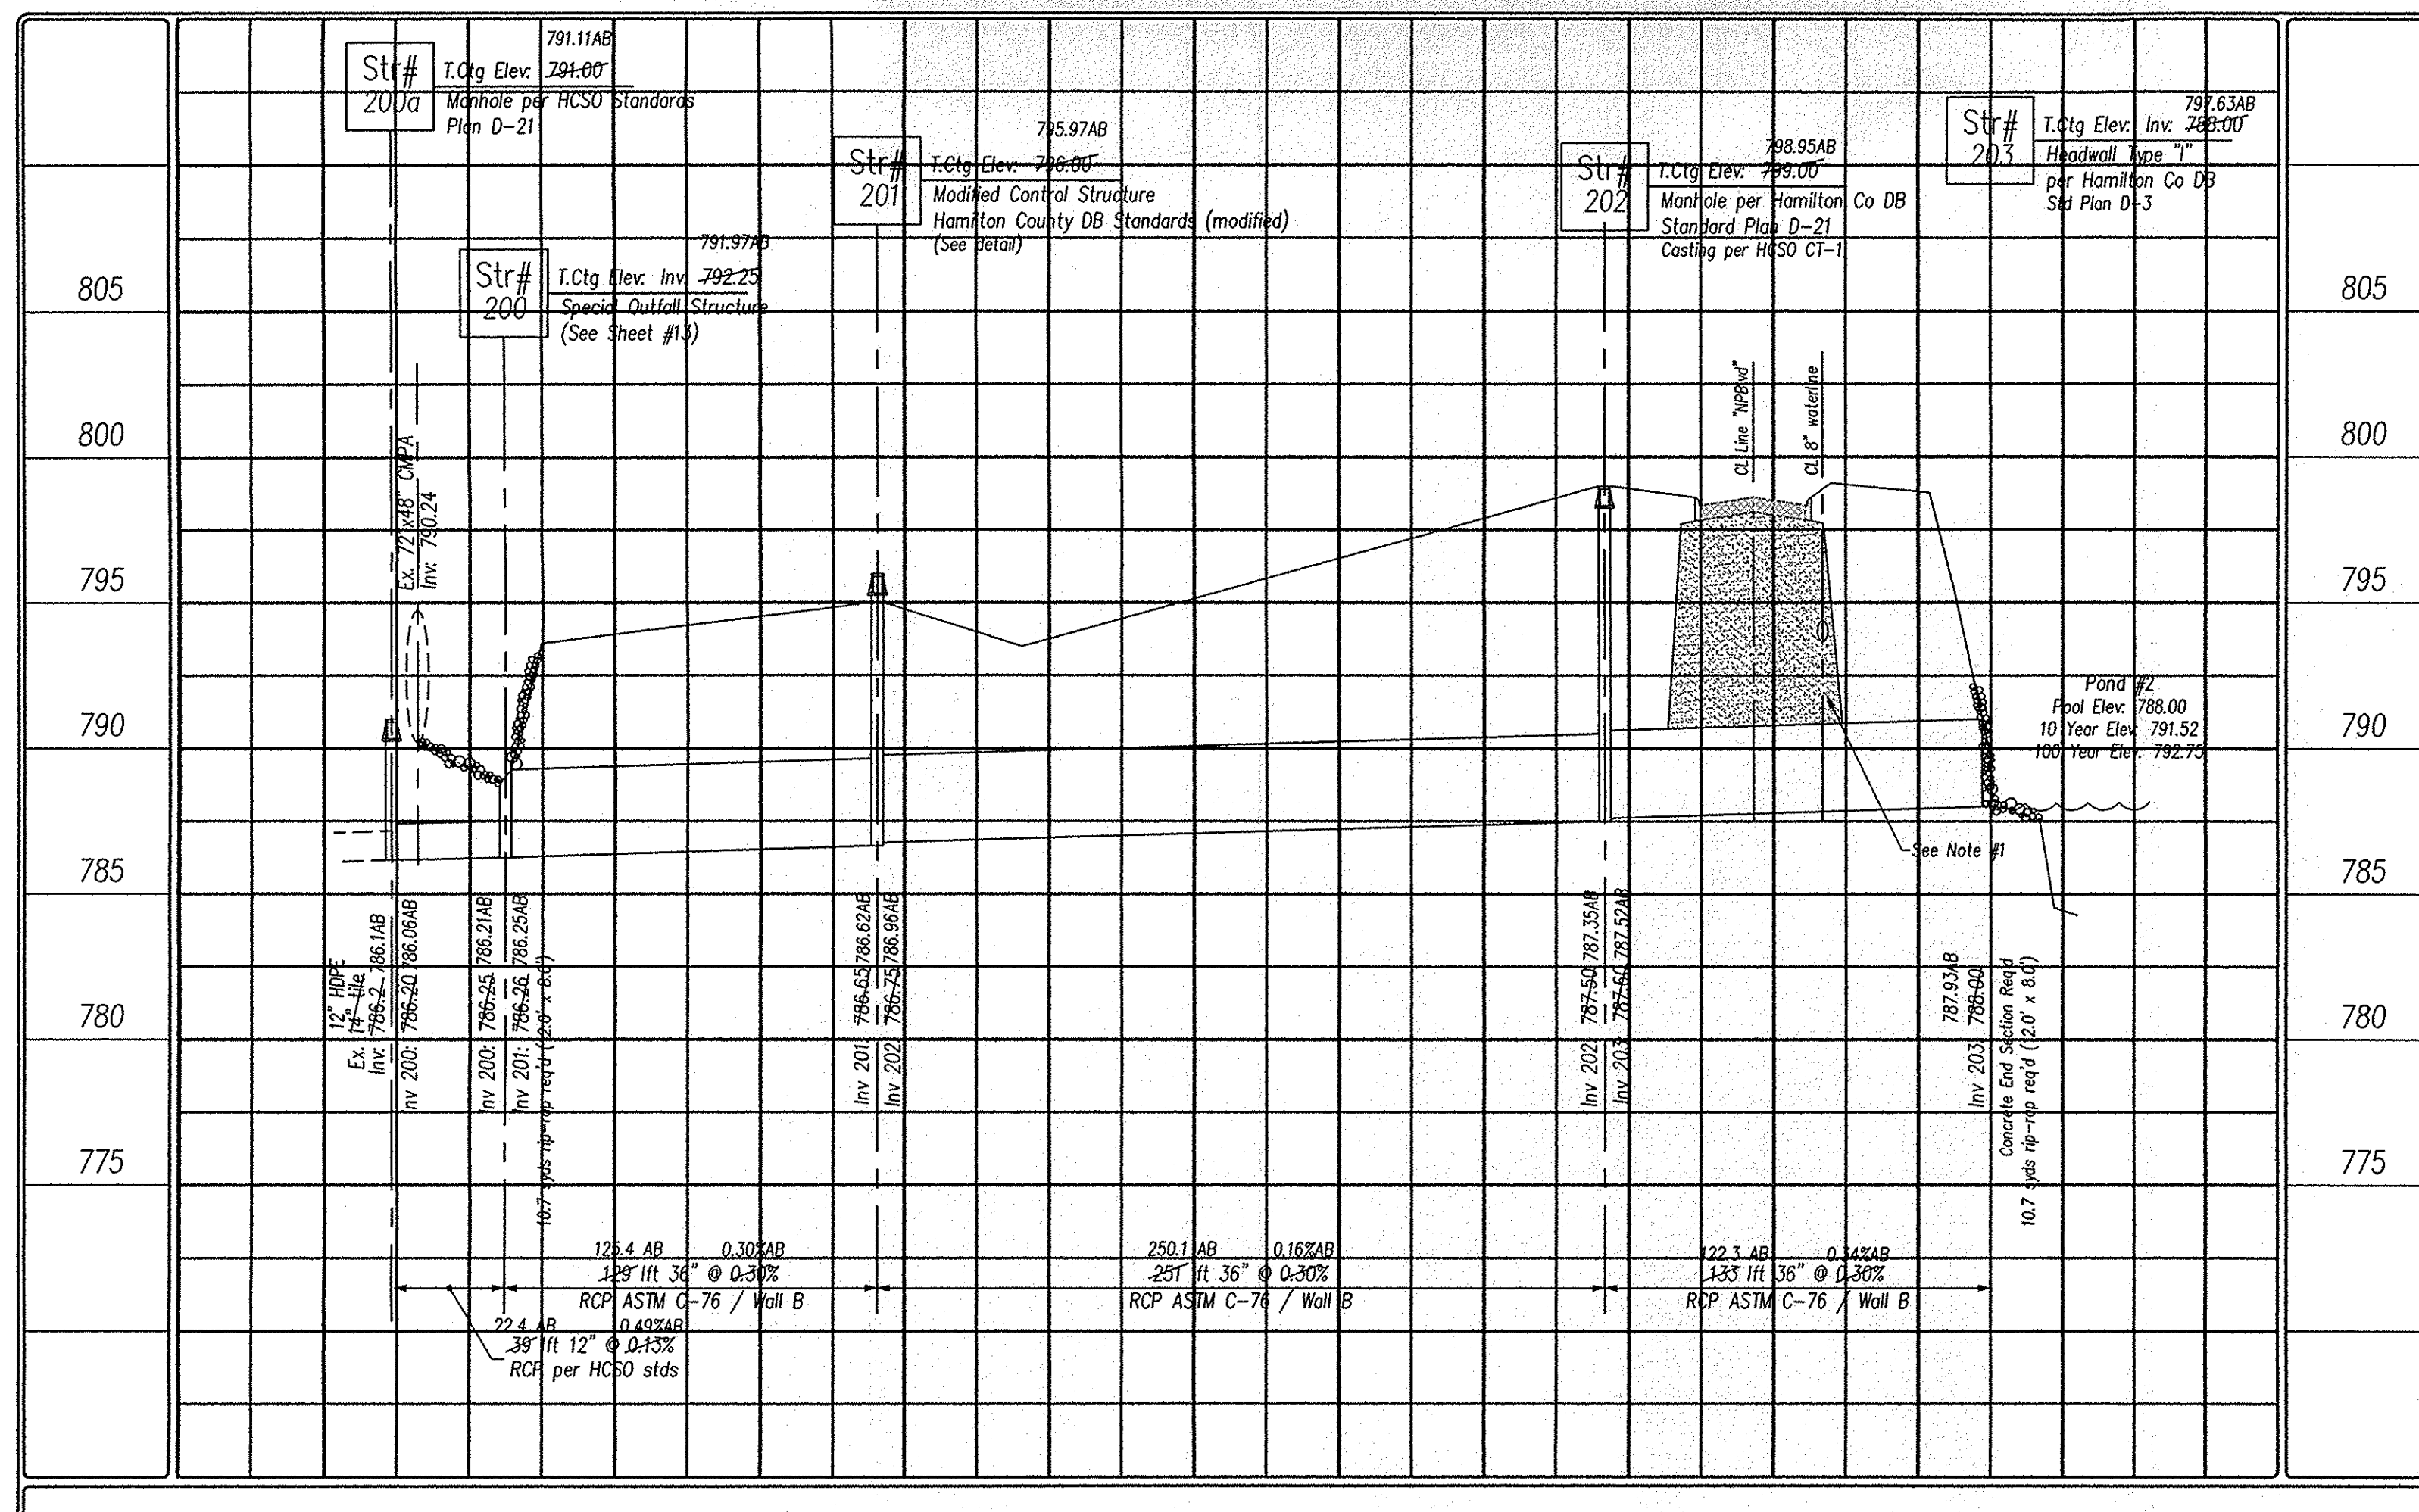 791.11AB
Str#
200a
T.Ctg Elev: 791.00
Manhole per HCSO Standards
Plan D-21
791.97AB
Str#
200
T.Ctg Elev: Inv: 792.25
Special Outfall Structure
(See Sheet #13)
795.97AB
Str#
201
T.Ctg Elev: 796.00
Modified Control Structure
Hamilton County DB Standards (modified)
(See detail)
798.95AB
Str#
202
T.Ctg Elev: 799.00
Manhole per Hamilton Co DB
Standard Plan D-21
Casting per HCSO CT-1
797.63AB
Str#
203
T.Ctg Elev: Inv: 788.00
Headwall Type "I"
per Hamilton Co DB
Std Plan D-3
805
805
800
800
795
795
790
790
785
785
780
780
775
775
Ex. 72"x48" CMPA
Inv: 790.24
CL Line "NPBlvd"
CL 8" waterline
Pond #2
Pool Elev: 788.00
10 Year Elev: 791.52
100 Year Elev: 792.75
See Note #1
12" HDPE
Ex. 14" tile
Inv: 786.2 786.1AB
Inv 200: 786.20 786.06AB
Inv 200: 786.25 786.21AB
Inv 201: 786.26 786.25AB
10.7 syds rip-rap req'd (12.0' x 8.0')
Inv 201: 786.65 786.62AB
Inv 202: 786.75 786.96AB
Inv 202: 787.50 787.35AB
Inv 203: 787.60 787.52AB
787.93AB
Inv 203: 788.00
Concrete End Section Req'd
10.7 syds rip-rap req'd (12.0' x 8.0')
125.4 AB 0.30%AB
129 lft 36" @ 0.30%
RCP ASTM C-76 / Wall B
250.1 AB 0.16%AB
251 ft 36" @ 0.30%
RCP ASTM C-76 / Wall B
122.3 AB 0.34%AB
133 lft 36" @ 0.30%
RCP ASTM C-76 / Wall B
22.4 AB 0.49%AB
39 lft 12" @ 0.13%
RCP per HCSO stds